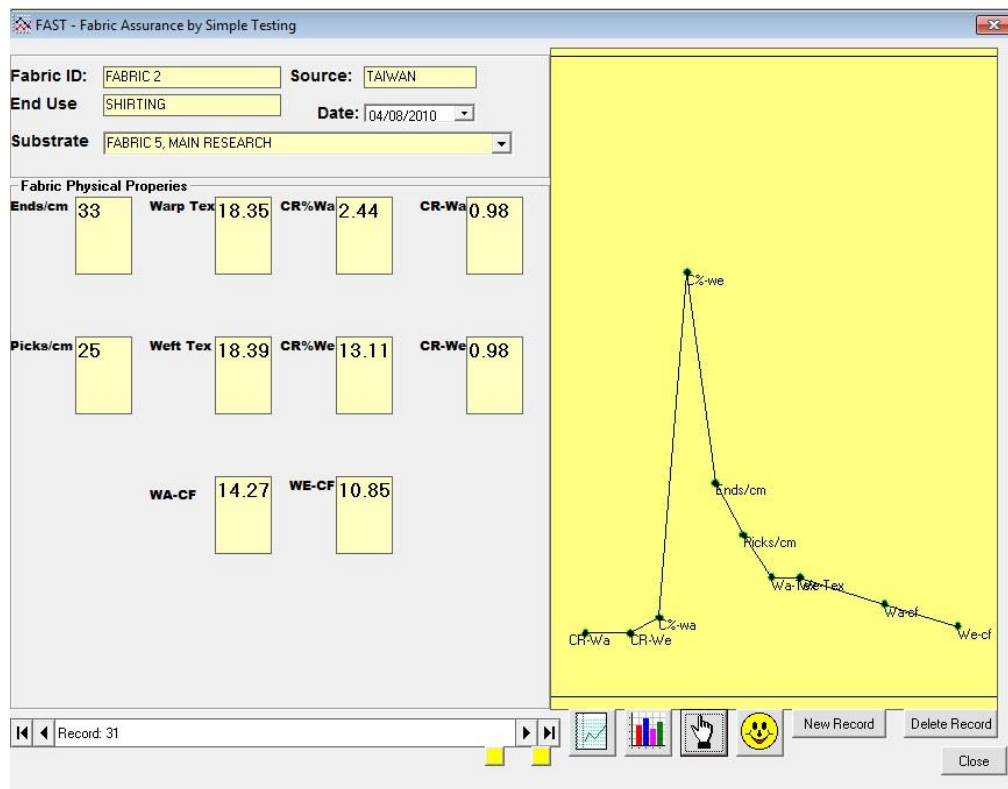 FAST - Fabric Assurance by Simple Testing
Fabric ID: FABRIC 2 Source: TAIWAN
End Use SHIRTING Date: 04/08/2010
Substrate FABRIC 5, MAIN RESEARCH
Fabric Physical Properies
Ends/cm 33 Warp Tex 18.35 CR%Wa 2.44 CR-Wa 0.98
Picks/cm 25 Weft Tex 18.39 CR%We 13.11 CR-We 0.98
WA-CF 14.27 WE-CF 10.85
C%-we
Ends/cm
Picks/cm
Wa-Tex We-Tex
Wa-cf
C%-wa
We-cf
CR-Wa CR-We
Record: 31
New Record Delete Record
Close